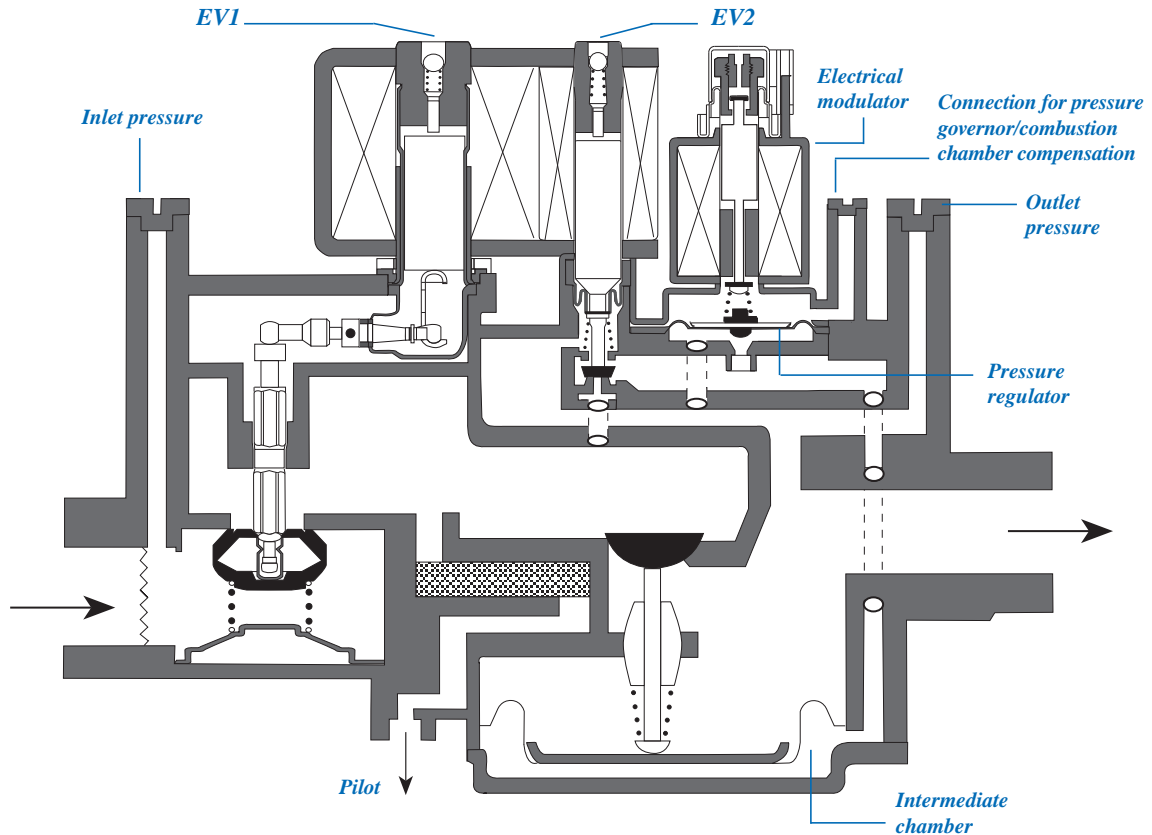 EV1
EV2
Electrical
modulator
Inlet pressure
Connection for pressure
governor/combustion
chamber compensation
Outlet
pressure
Pressure
regulator
Pilot
Intermediate
chamber